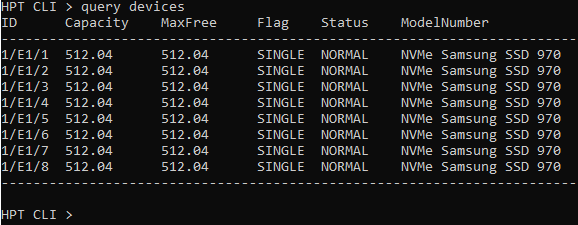 HPT CLI > query devices
ID Capacity MaxFree Flag Status ModelNumber
-------------------------------------------------------------------------
1/E1/1 512.04 512.04 SINGLE NORMAL NVMe Samsung SSD 970
1/E1/2 512.04 512.04 SINGLE NORMAL NVMe Samsung SSD 970
1/E1/3 512.04 512.04 SINGLE NORMAL NVMe Samsung SSD 970
1/E1/4 512.04 512.04 SINGLE NORMAL NVMe Samsung SSD 970
1/E1/5 512.04 512.04 SINGLE NORMAL NVMe Samsung SSD 970
1/E1/6 512.04 512.04 SINGLE NORMAL NVMe Samsung SSD 970
1/E1/7 512.04 512.04 SINGLE NORMAL NVMe Samsung SSD 970
1/E1/8 512.04 512.04 SINGLE NORMAL NVMe Samsung SSD 970
-------------------------------------------------------------------------
HPT CLI >